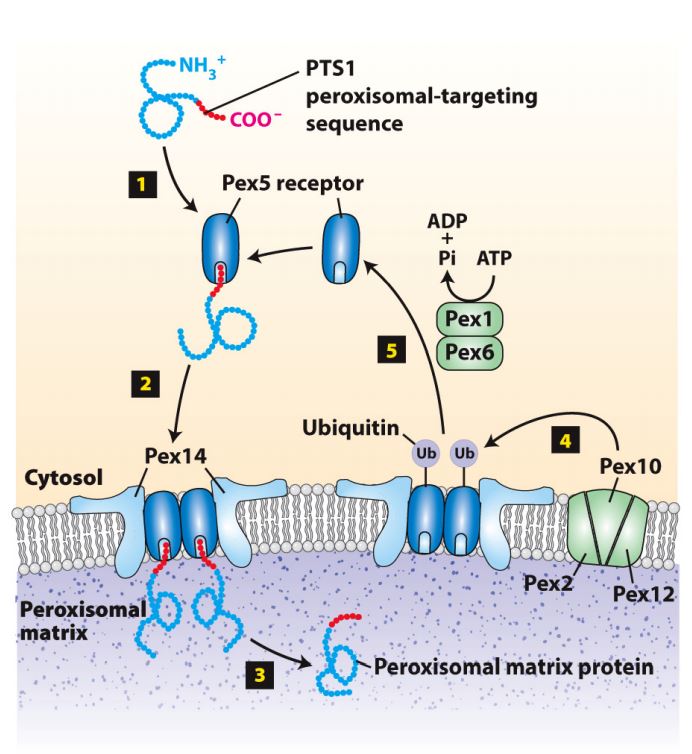 NH₃⁺
PTS1
peroxisomal-targeting
sequence
COO⁻
1
Pex5 receptor
ADP
+
Pi ATP
Pex1
Pex6
5
2
Ubiquitin
Ub Ub
4
Pex14
Pex10
Cytosol
Pex2
Pex12
Peroxisomal
matrix
3
Peroxisomal matrix protein